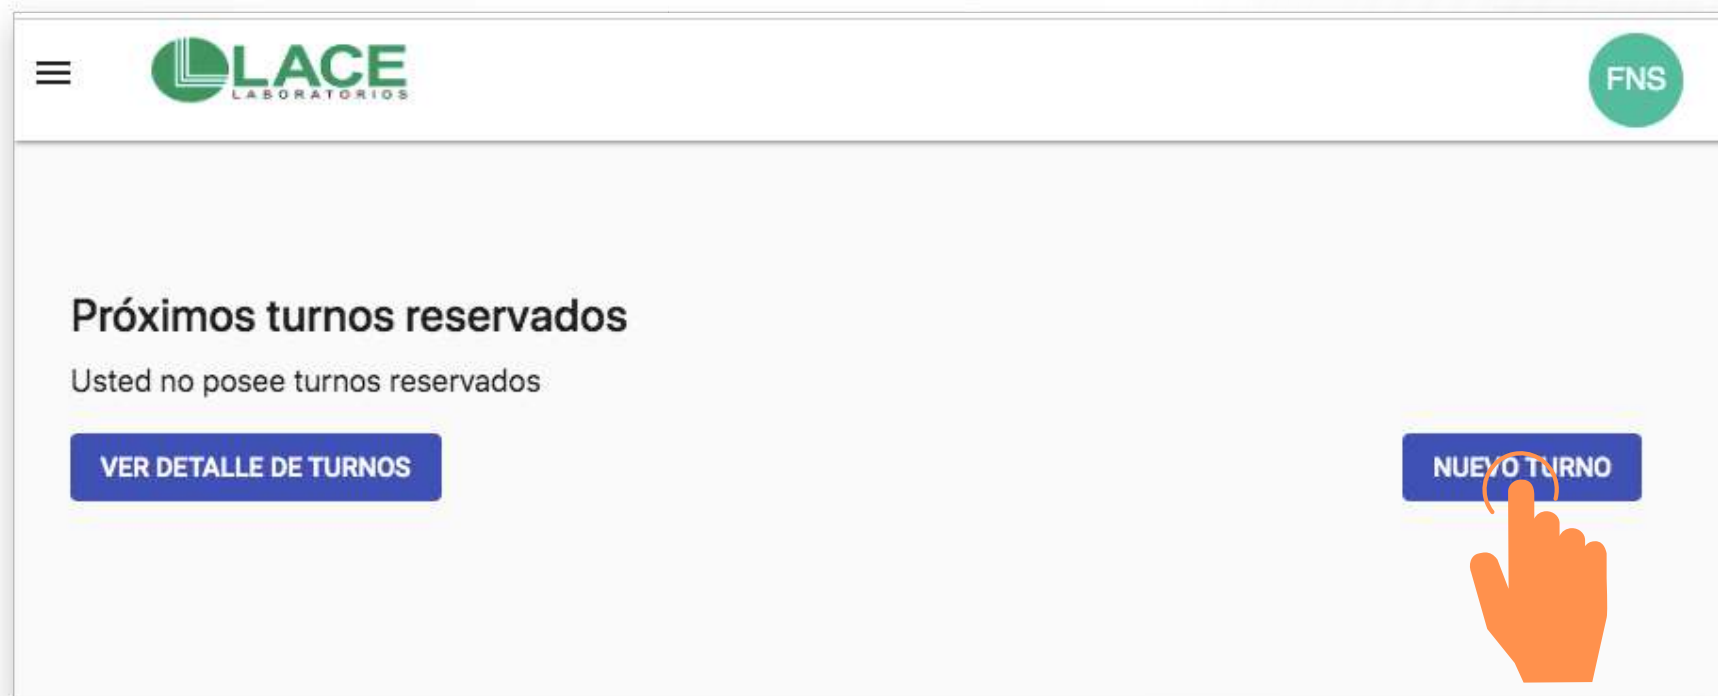 LACE
LABORATORIOS
FNS
Próximos turnos reservados
Usted no posee turnos reservados
VER DETALLE DE TURNOS
NUEVO TURNO